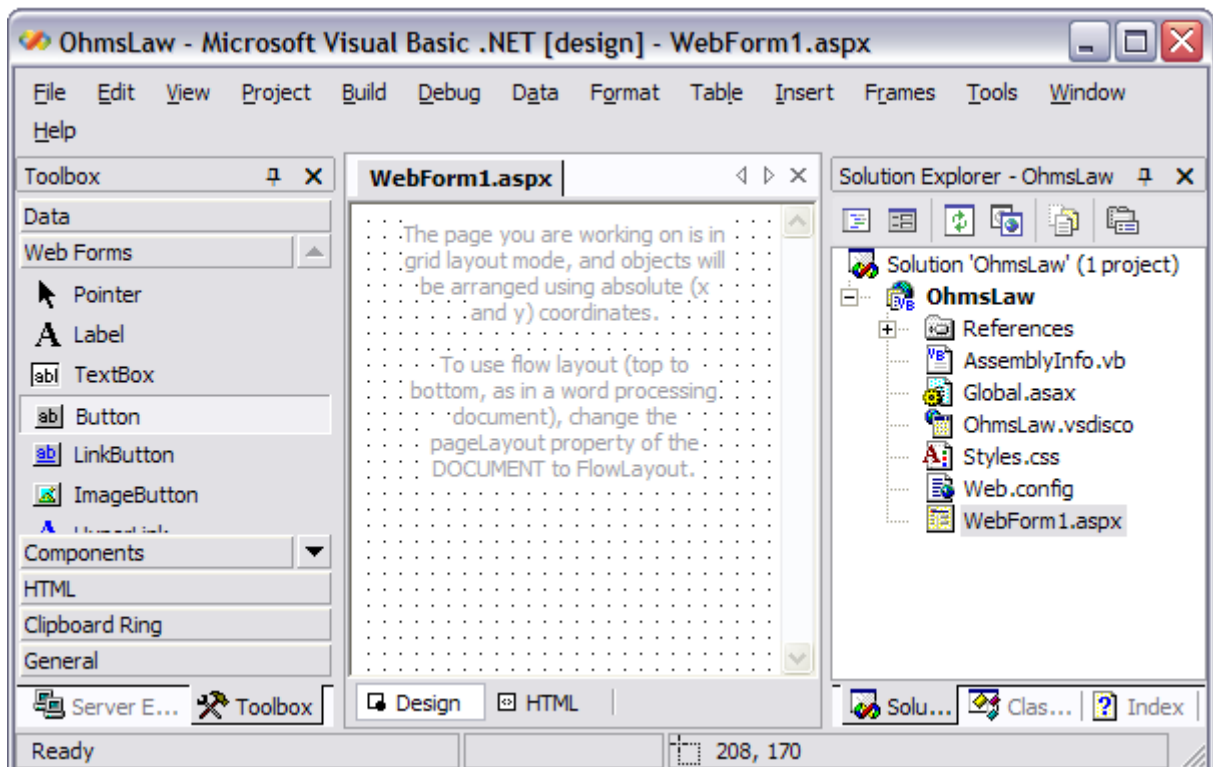 OhmsLaw - Microsoft Visual Basic .NET [design] - WebForm1.aspx
File Edit View Project Build Debug Data Format Table Insert Frames Tools Window
Help
Toolbox
Data
Web Forms
Pointer
Label
TextBox
Button
LinkButton
ImageButton
Components
HTML
Clipboard Ring
General
Server E... Toolbox
WebForm1.aspx
The page you are working on is in
grid layout mode, and objects will
be arranged using absolute (x
and y) coordinates.
To use flow layout (top to
bottom, as in a word processing
document), change the
pageLayout property of the
DOCUMENT to FlowLayout.
Design HTML
Solution Explorer - OhmsLaw
Solution 'OhmsLaw' (1 project)
OhmsLaw
References
AssemblyInfo.vb
Global.asax
OhmsLaw.vsdisco
Styles.css
Web.config
WebForm1.aspx
Solu... Clas... Index
Ready 208, 170